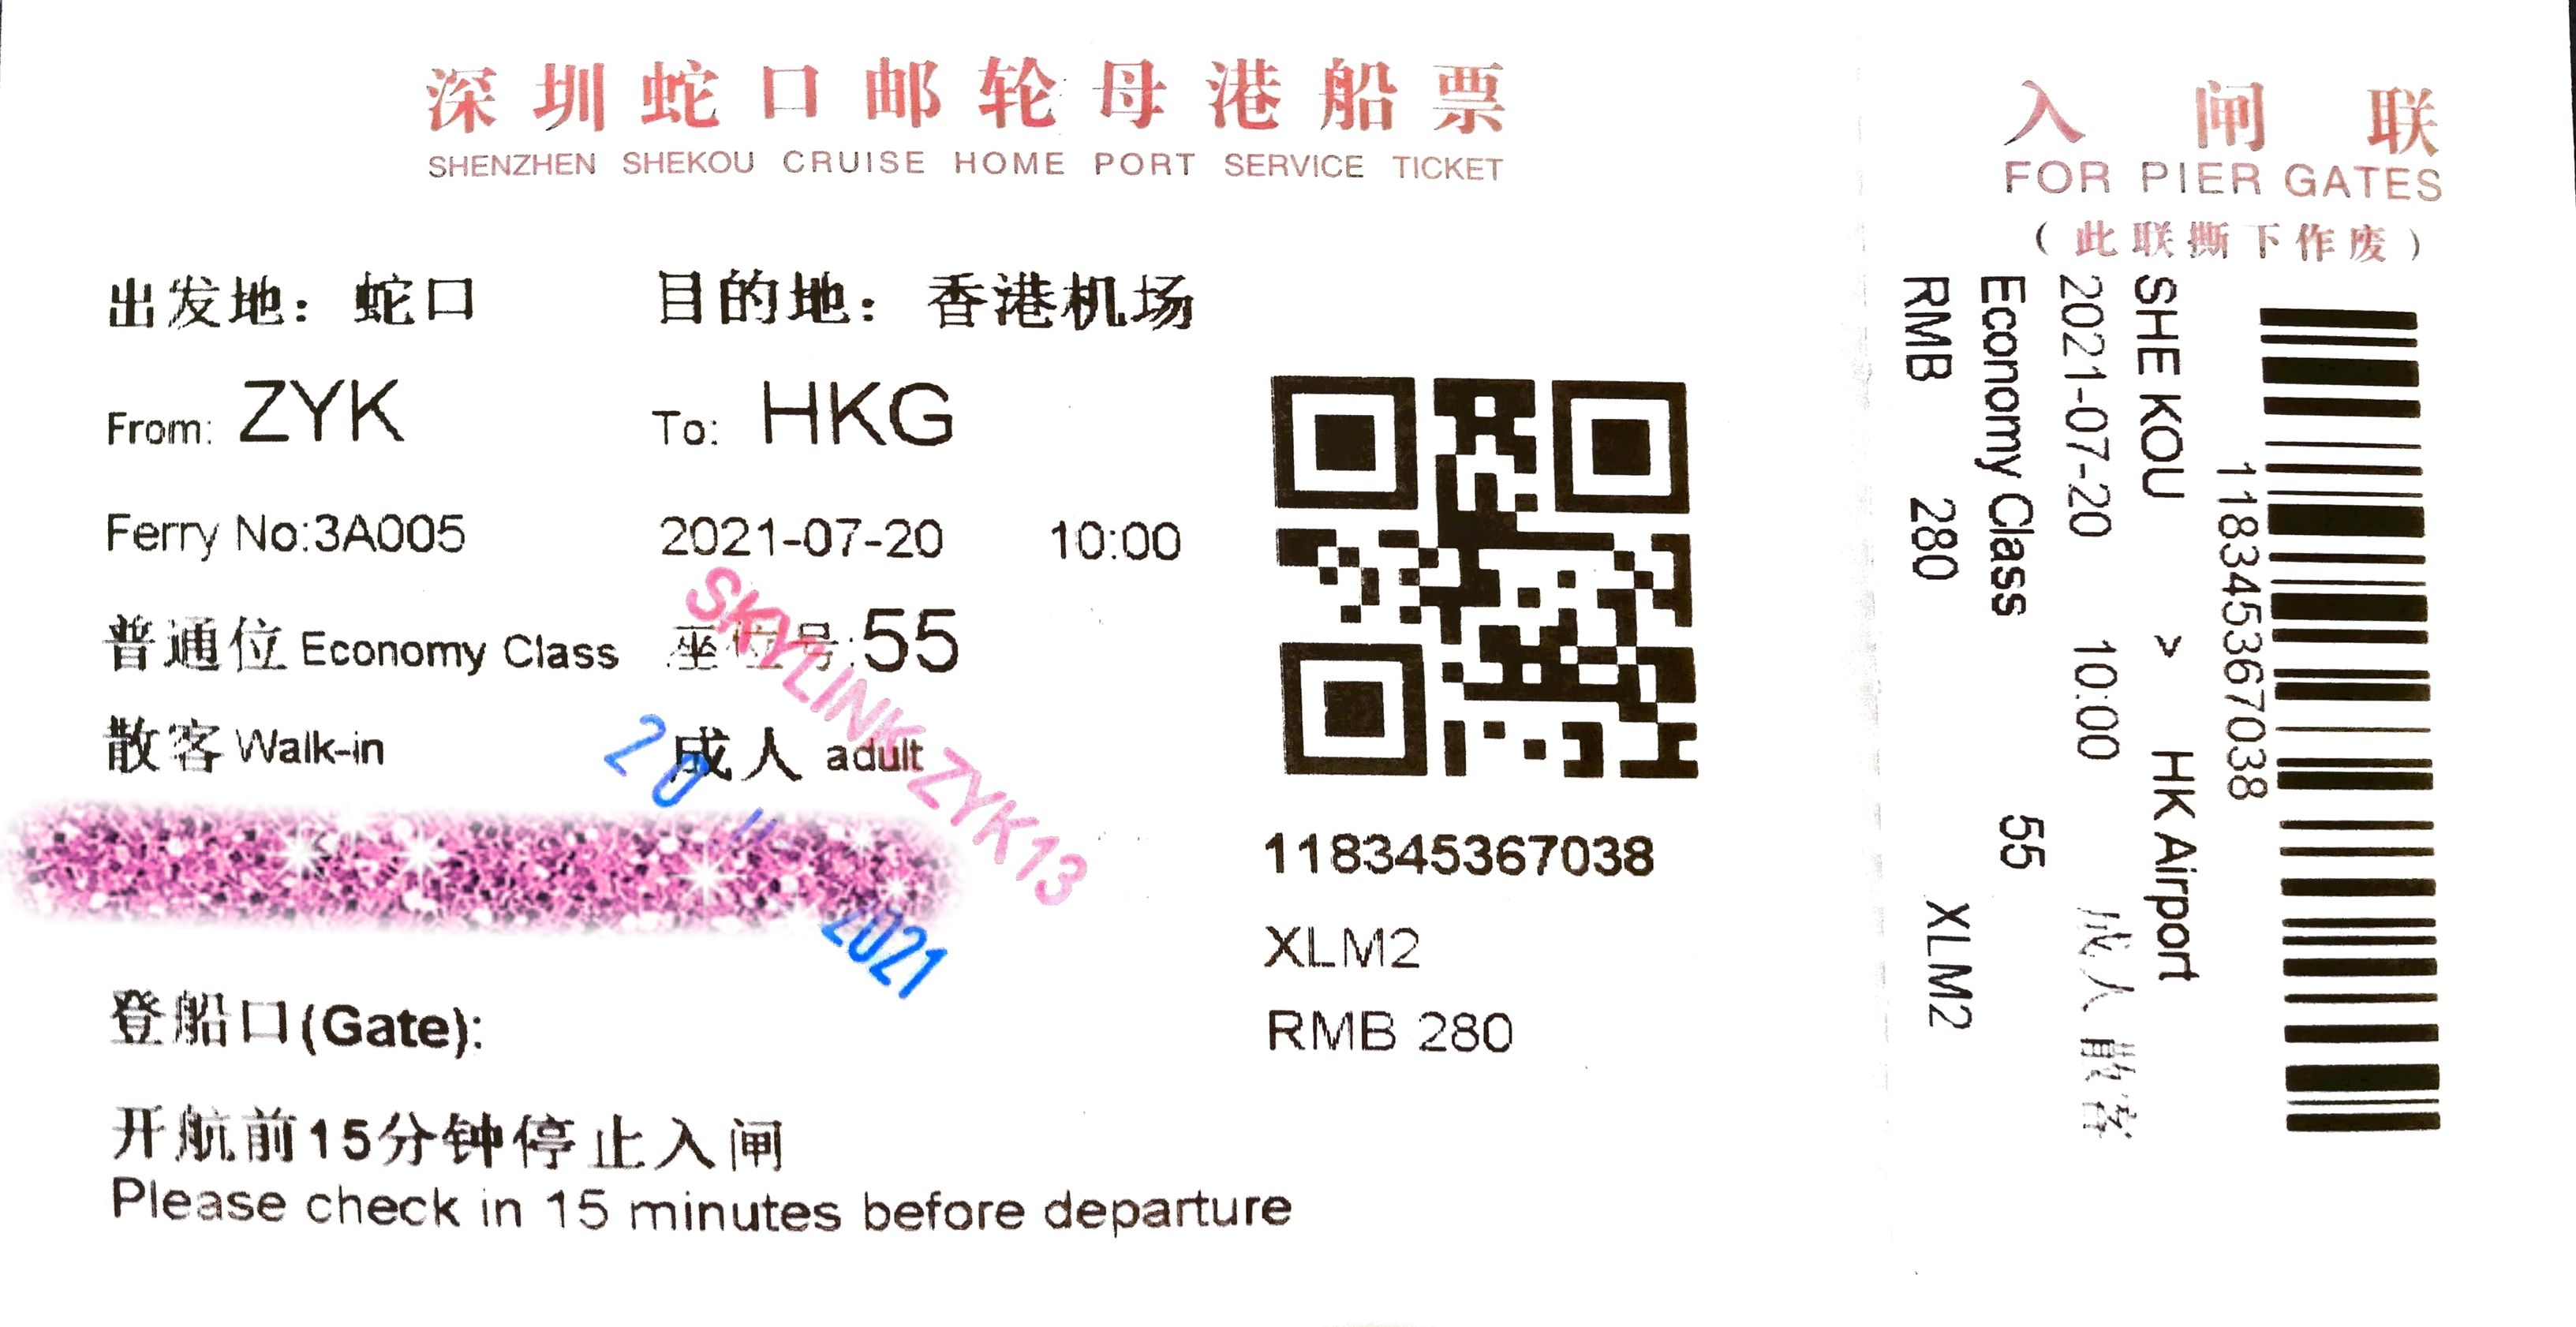 深圳蛇口邮轮母港船票
SHENZHEN SHEKOU CRUISE HOME PORT SERVICE TICKET
出发地：蛇口 目的地：香港机场
From: ZYK To: HKG
Ferry No:3A005 2021-07-20 10:00
普通位 Economy Class 座位号:55
散客 Walk-in 成人 adult
SKYLINK ZYK13
20 2021
118345367038
XLM2
RMB 280
登船口(Gate):
开航前15分钟停止入闸
Please check in 15 minutes before departure
入闸联
FOR PIER GATES
(此联撕下作废)
118345367038
SHE KOU > HK Airport
2021-07-20 10:00 成人 散客
Economy Class 55
RMB 280 XLM2